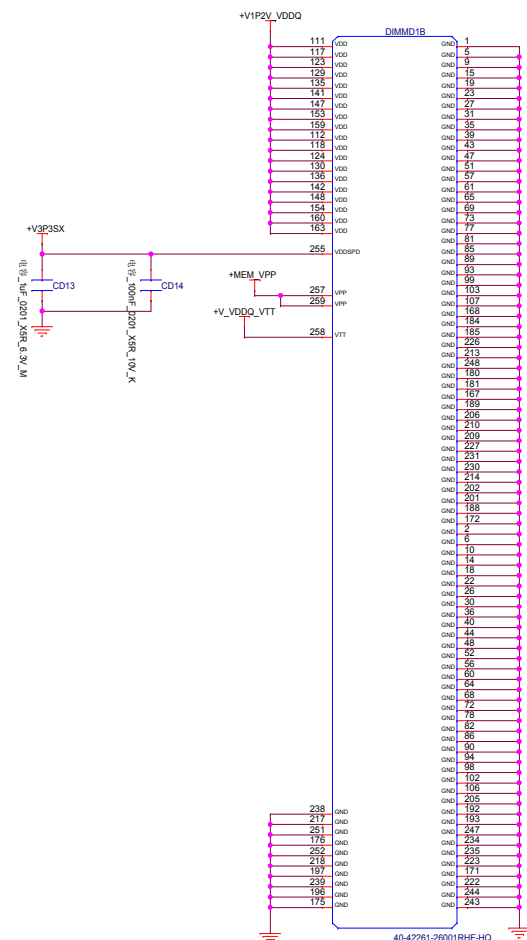 +V1P2V_VDDQ
DIMMD1B
111 VDD GND 1
117 VDD GND 5
123 VDD GND 9
129 VDD GND 15
135 VDD GND 19
141 VDD GND 23
147 VDD GND 27
153 VDD GND 31
159 VDD GND 35
112 VDD GND 39
118 VDD GND 43
124 VDD GND 47
130 VDD GND 51
136 VDD GND 57
142 VDD GND 61
148 VDD GND 65
154 VDD GND 69
160 VDD GND 73
163 VDD GND 77
GND 81
+V3P3SX
255 VDDSPD GND 85
GND 89
GND 93
GND 99
+MEM_VPP
CD13
CD14
电容_1uF_0201_X5R_6.3V_M
电容_100nF_0201_X5R_10V_K
257 VPP GND 103
259 VPP GND 107
+V_VDDQ_VTT
GND 168
GND 184
258 VTT GND 185
GND 226
GND 213
GND 248
GND 180
GND 181
GND 167
GND 189
GND 206
GND 210
GND 209
GND 227
GND 231
GND 230
GND 214
GND 202
GND 201
GND 188
GND 172
GND 2
GND 6
GND 10
GND 14
GND 18
GND 22
GND 26
GND 30
GND 36
GND 40
GND 44
GND 48
GND 52
GND 56
GND 60
GND 64
GND 68
GND 72
GND 78
GND 82
GND 86
GND 90
GND 94
GND 98
GND 102
GND 106
GND 205
238 GND GND 192
217 GND GND 193
251 GND GND 247
176 GND GND 234
252 GND GND 235
218 GND GND 223
197 GND GND 171
239 GND GND 222
196 GND GND 244
175 GND GND 243
40-42261-26001RHF-HQ